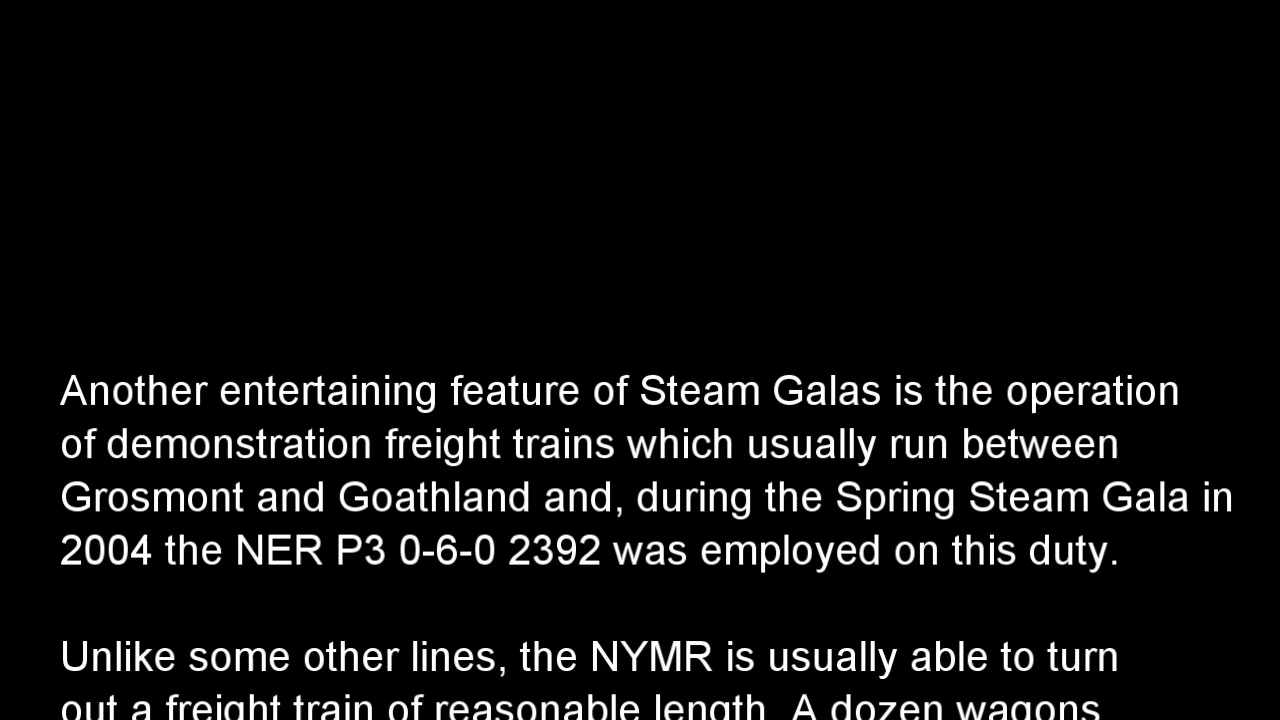 Another entertaining feature of Steam Galas is the operation
of demonstration freight trains which usually run between
Grosmont and Goathland and, during the Spring Steam Gala in
2004 the NER P3 0-6-0 2392 was employed on this duty.
Unlike some other lines, the NYMR is usually able to turn
out a freight train of reasonable length. A dozen wagons